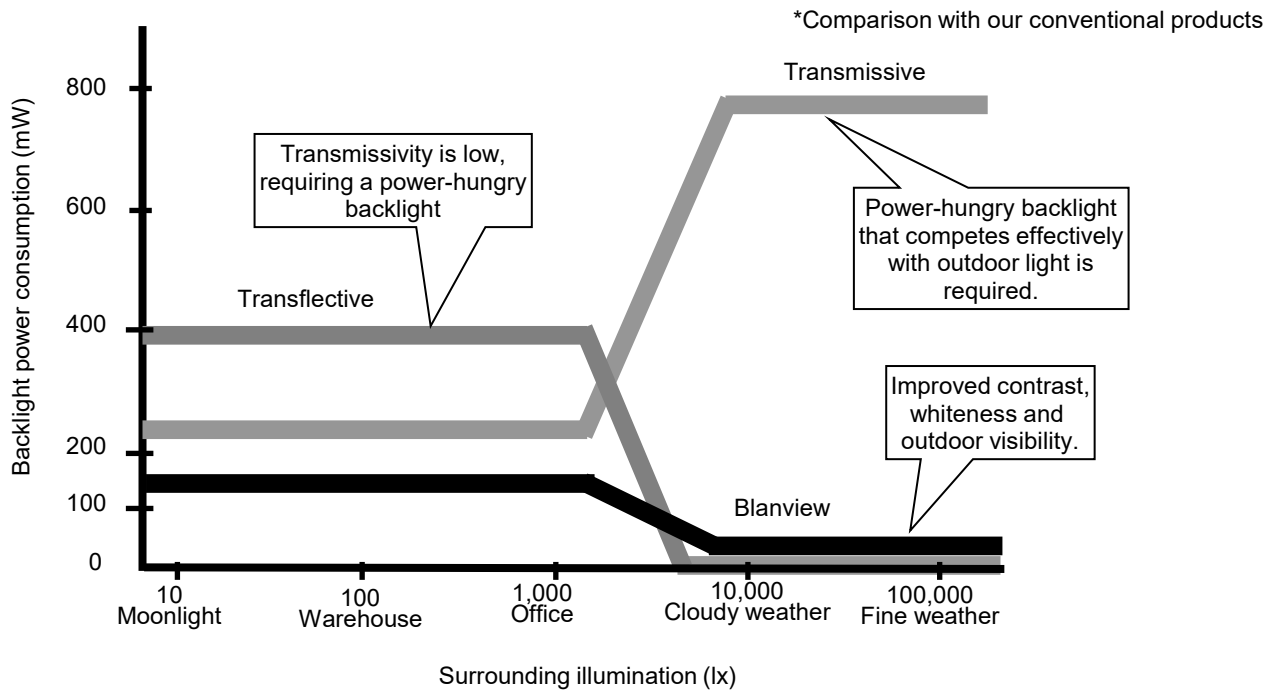 *Comparison with our conventional products
Transmissive
800
Transmissivity is low,
requiring a power-hungry
backlight
600
Power-hungry backlight
that competes effectively
with outdoor light is
required.
Transflective
400
Backlight power consumption (mW)
Improved contrast,
whiteness and
outdoor visibility.
200
100
Blanview
0
10
100
1,000
10,000
100,000
Moonlight
Warehouse
Office
Cloudy weather
Fine weather
Surrounding illumination (lx)